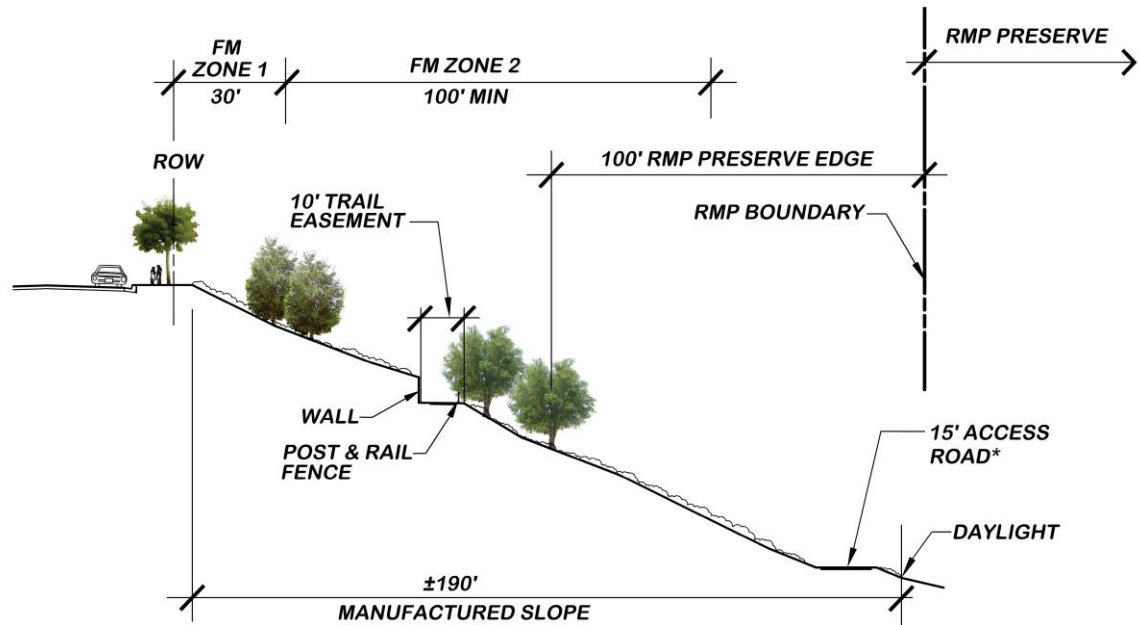 FM
ZONE 1
30'
FM ZONE 2
100' MIN
RMP PRESERVE
ROW
100' RMP PRESERVE EDGE
10' TRAIL
EASEMENT
RMP BOUNDARY
WALL
POST & RAIL
FENCE
15' ACCESS
ROAD*
DAYLIGHT
±190'
MANUFACTURED SLOPE